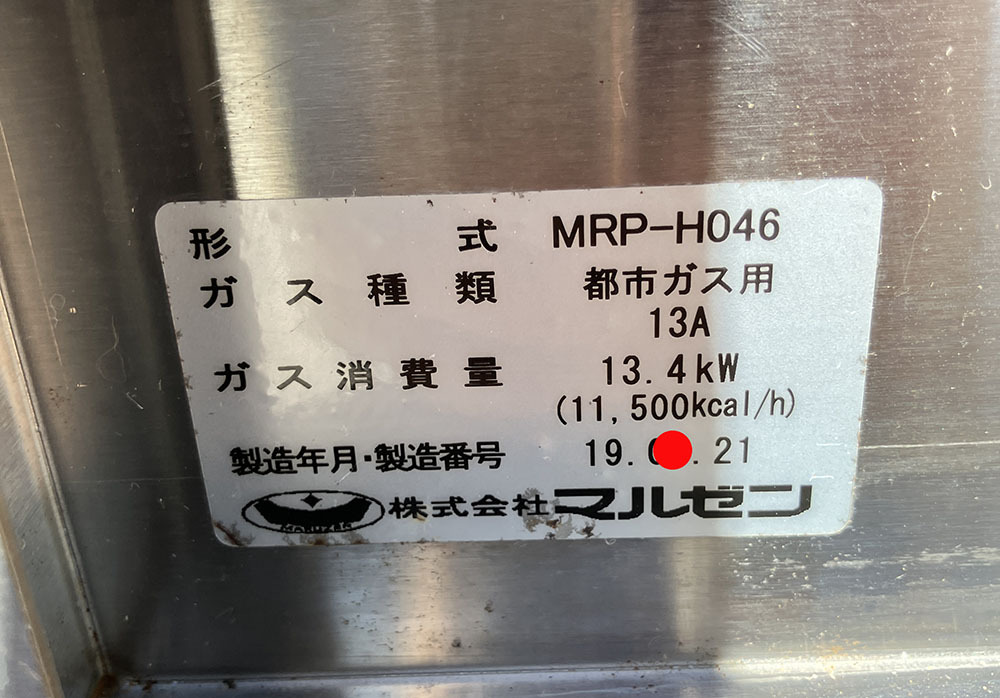 形式 MRP-H046
ガス種類 都市ガス用
13A
ガス消費量 13.4kW
(11,500kcal/h)
製造年月・製造番号 19.0 .21
MARUZEN 株式会社マルゼン